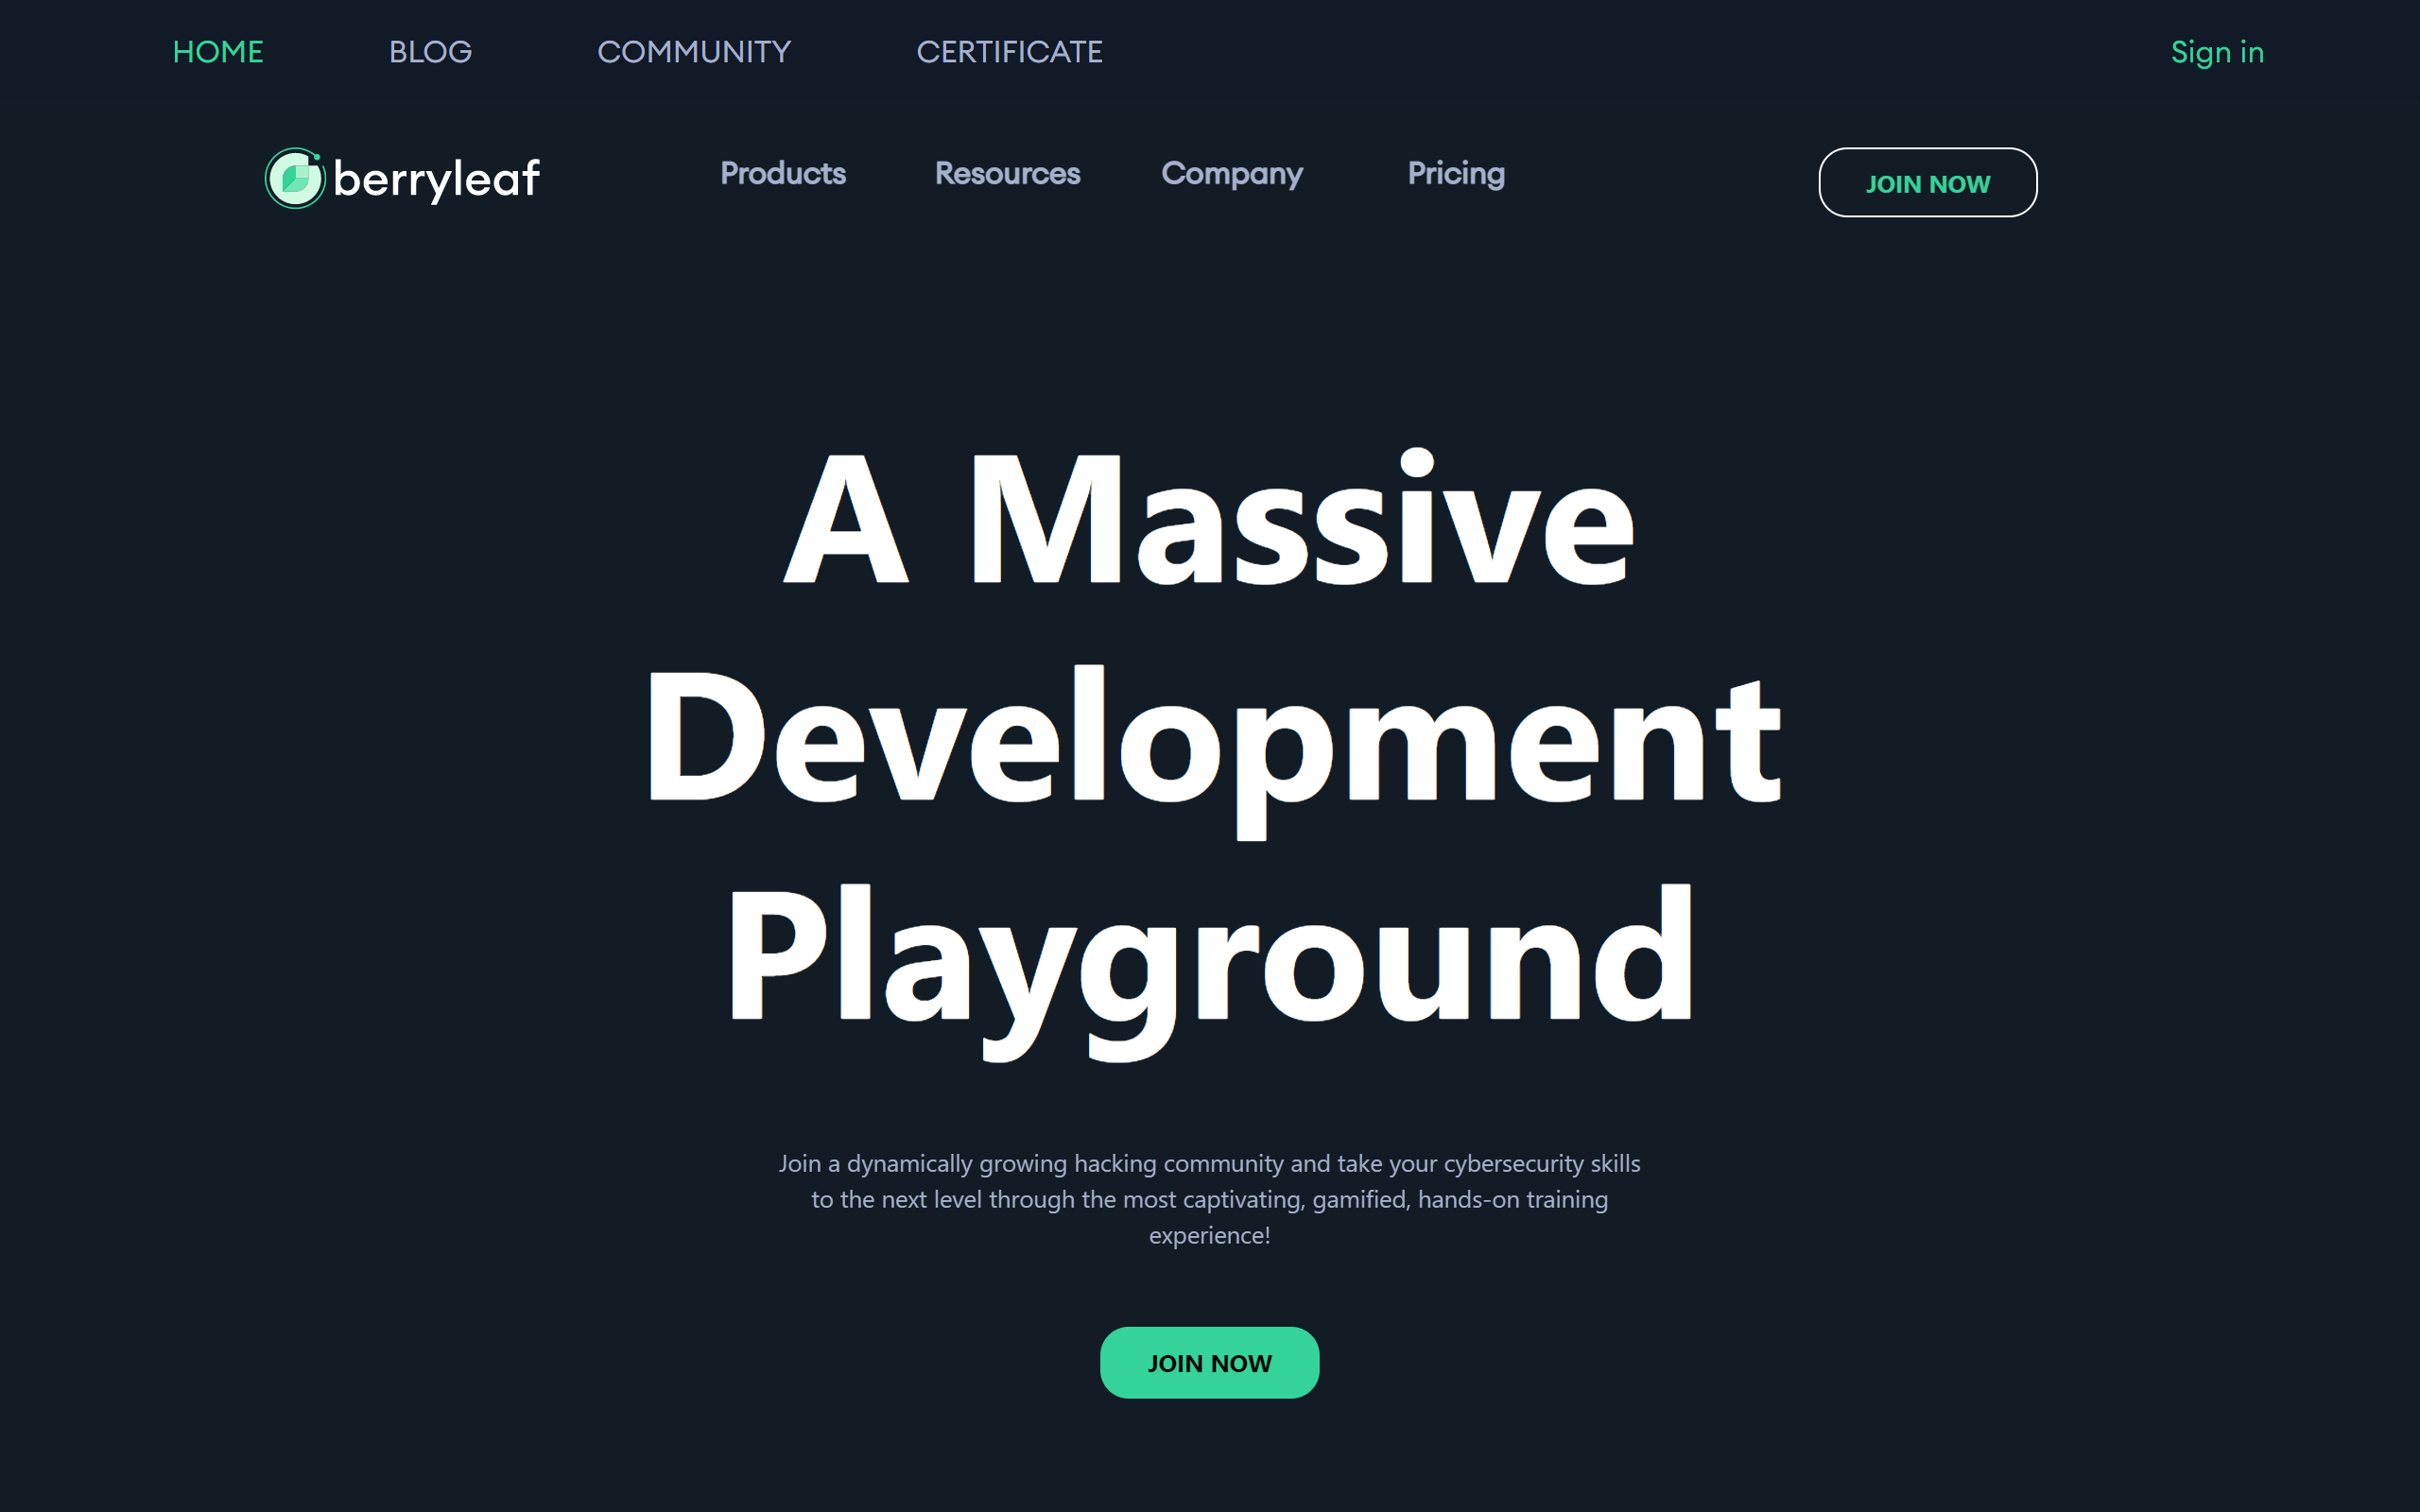 HOME BLOG COMMUNITY CERTIFICATE Sign in
berryleaf Products Resources Company Pricing JOIN NOW
A Massive
Development
Playground
Join a dynamically growing hacking community and take your cybersecurity skills
to the next level through the most captivating, gamified, hands-on training
experience!
JOIN NOW